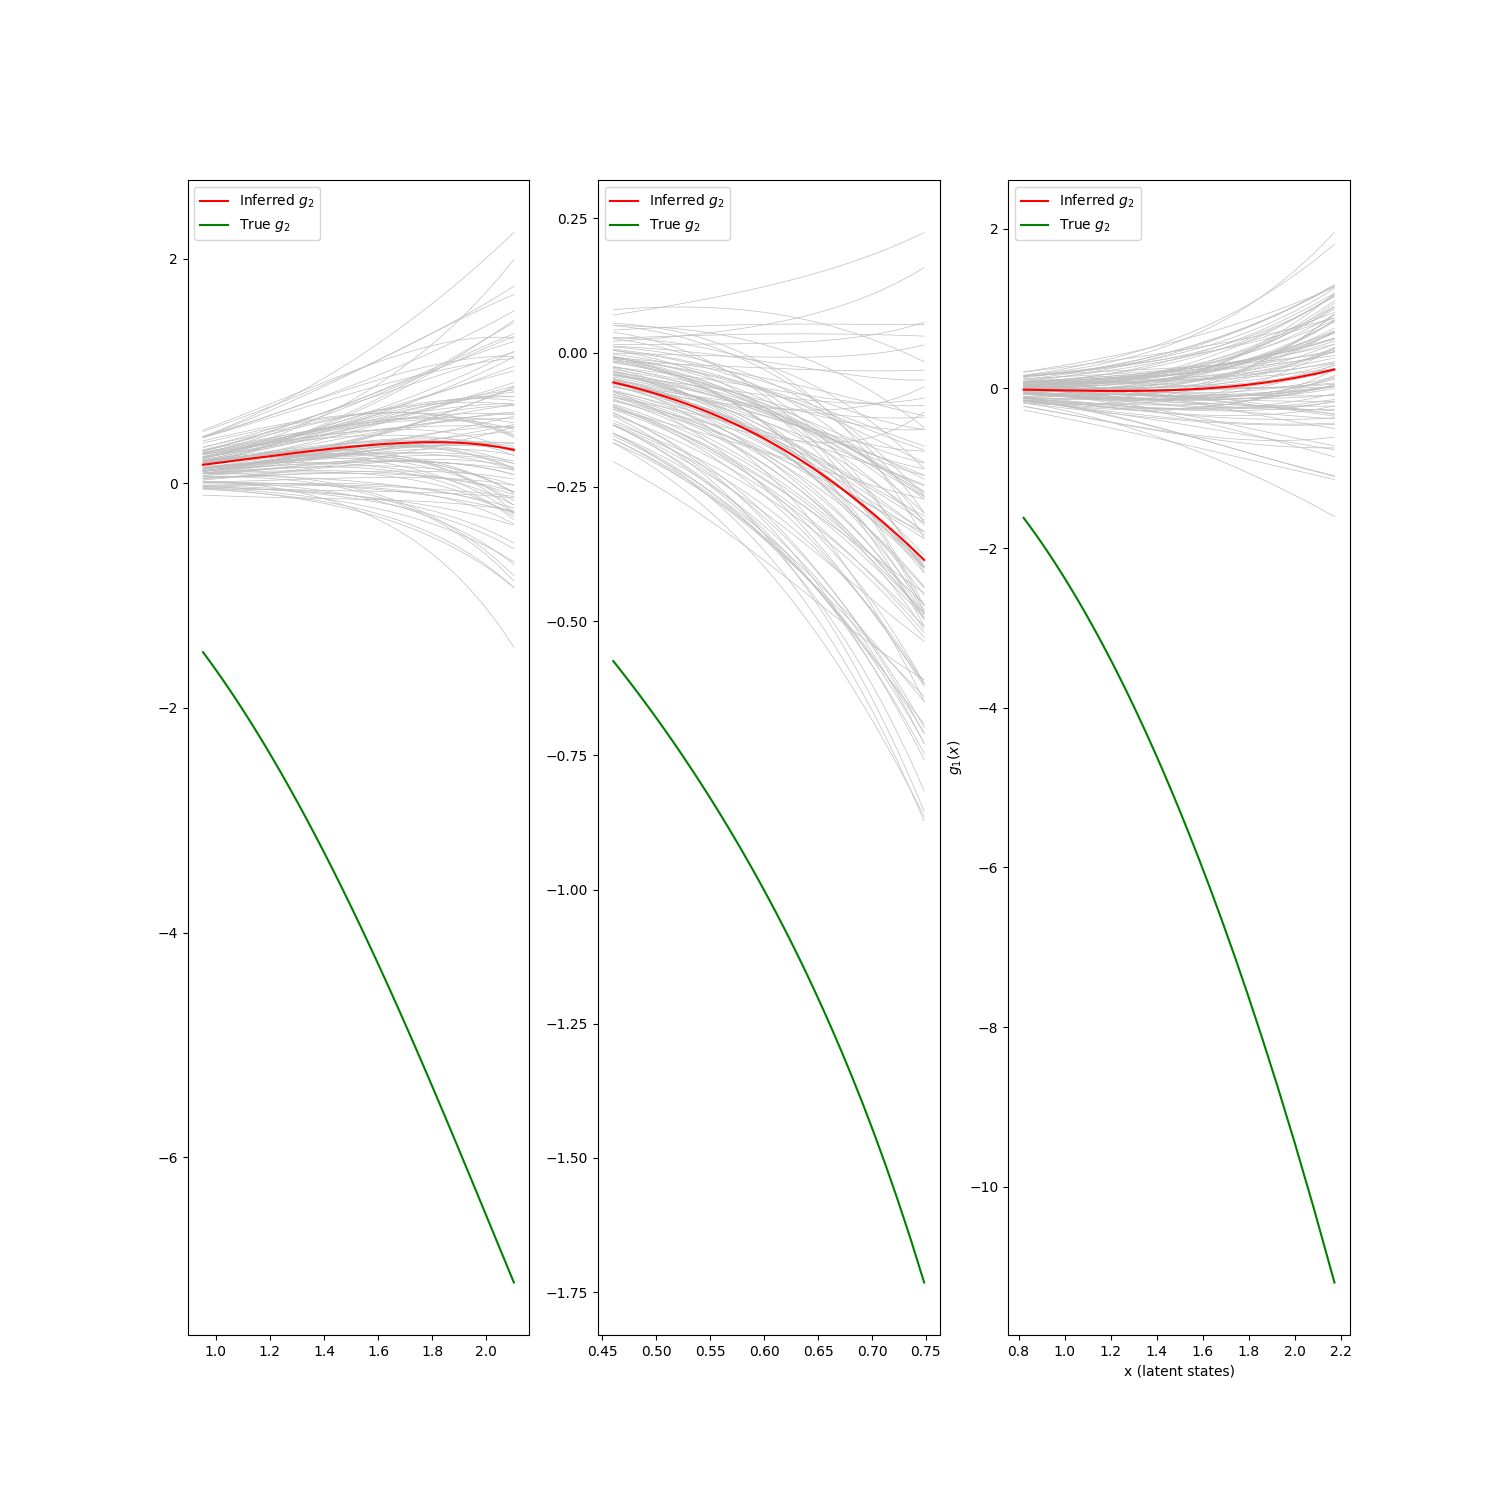 Inferred g₂
True g₂
2
0
−2
−4
−6
1.0 1.2 1.4 1.6 1.8 2.0
Inferred g₂
True g₂
0.25
0.00
−0.25
−0.50
−0.75
−1.00
−1.25
−1.50
−1.75
0.45 0.50 0.55 0.60 0.65 0.70 0.75
Inferred g₂
True g₂
g₁(x)
2
0
−2
−4
−6
−8
−10
0.8 1.0 1.2 1.4 1.6 1.8 2.0 2.2
x (latent states)